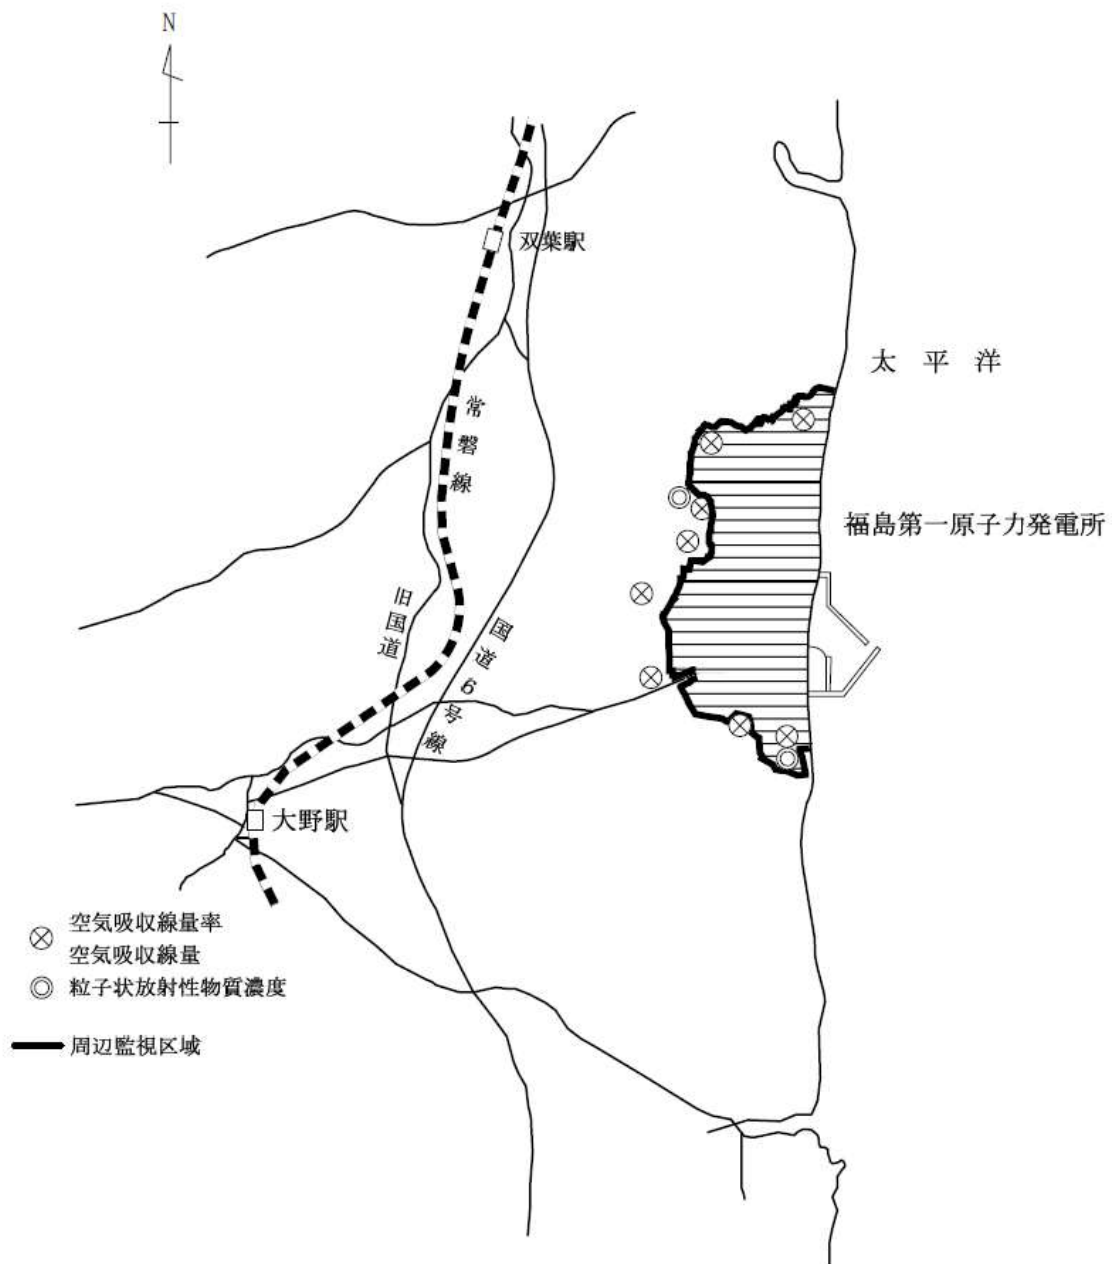 N
双葉駅
太平洋
常磐線
福島第一原子力発電所
旧国道
国道6号線
大野駅
空気吸収線量率
空気吸収線量
粒子状放射性物質濃度
周辺監視区域